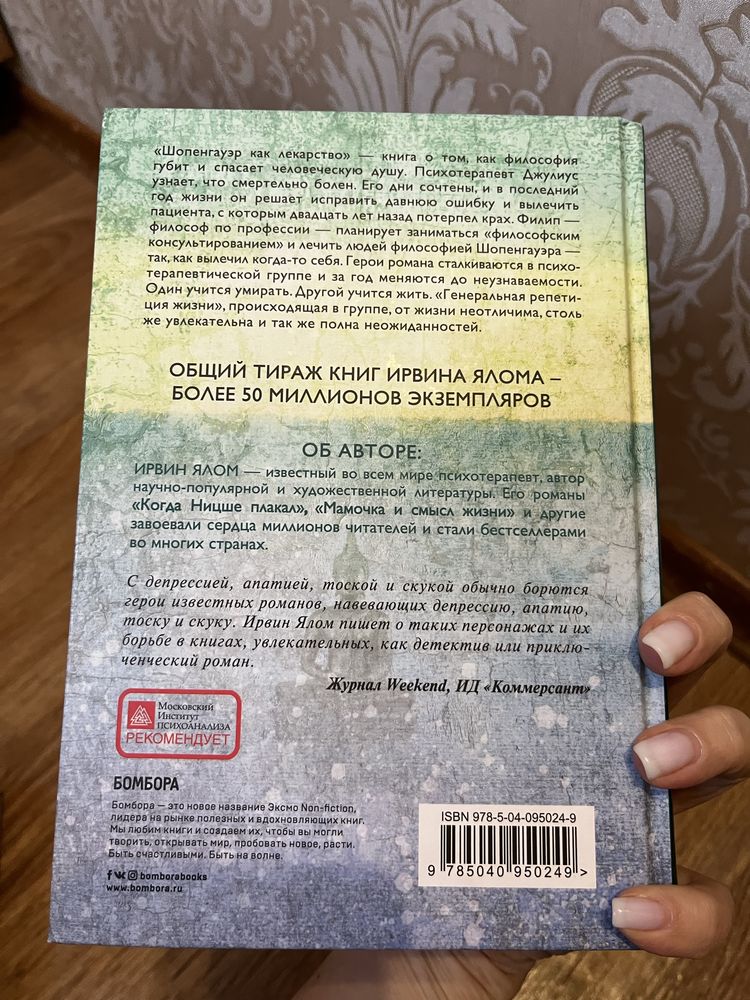 «Шопенгауэр как лекарство» — книга о том, как философия
губит и спасает человеческую душу. Психотерапевт Джулиус
узнает, что смертельно болен. Его дни сочтены, и в последний
год жизни он решает исправить давнюю ошибку и вылечить
пациента, с которым двадцать лет назад потерпел крах. Филип —
философ по профессии — планирует заниматься «философским
консультированием» и лечить людей философией Шопенгауэра —
так, как вылечил когда-то себя. Герои романа сталкиваются в психо-
терапевтической группе и за год меняются до неузнаваемости.
Один учится умирать. Другой учится жить. «Генеральная репети-
ция жизни», происходящая в группе, от жизни неотличима, столь
же увлекательна и так же полна неожиданностей.
ОБЩИЙ ТИРАЖ КНИГ ИРВИНА ЯЛОМА –
БОЛЕЕ 50 МИЛЛИОНОВ ЭКЗЕМПЛЯРОВ
ОБ АВТОРЕ:
ИРВИН ЯЛОМ — известный во всем мире психотерапевт, автор
научно-популярной и художественной литературы. Его романы
«Когда Ницше плакал», «Мамочка и смысл жизни» и другие
завоевали сердца миллионов читателей и стали бестселлерами
во многих странах.
С депрессией, апатией, тоской и скукой обычно борются
герои известных романов, навевающих депрессию, апатию,
тоску и скуку. Ирвин Ялом пишет о таких персонажах и их
борьбе в книгах, увлекательных, как детектив или приклю-
ченческий роман.
Журнал Weekend, ИД «Коммерсант»
Московский
Институт
ПСИХОАНАЛИЗА
РЕКОМЕНДУЕТ
БОМБОРА
Бомбора — это новое название Эксмо Non-fiction,
лидера на рынке полезных и вдохновляющих книг.
Мы любим книги и создаем их, чтобы вы могли
творить, открывать мир, пробовать новое, расти.
Быть счастливыми. Быть на волне.
bomborabooks
www.bombora.ru
ISBN 978-5-04-095024-9
9 785040 950249 >